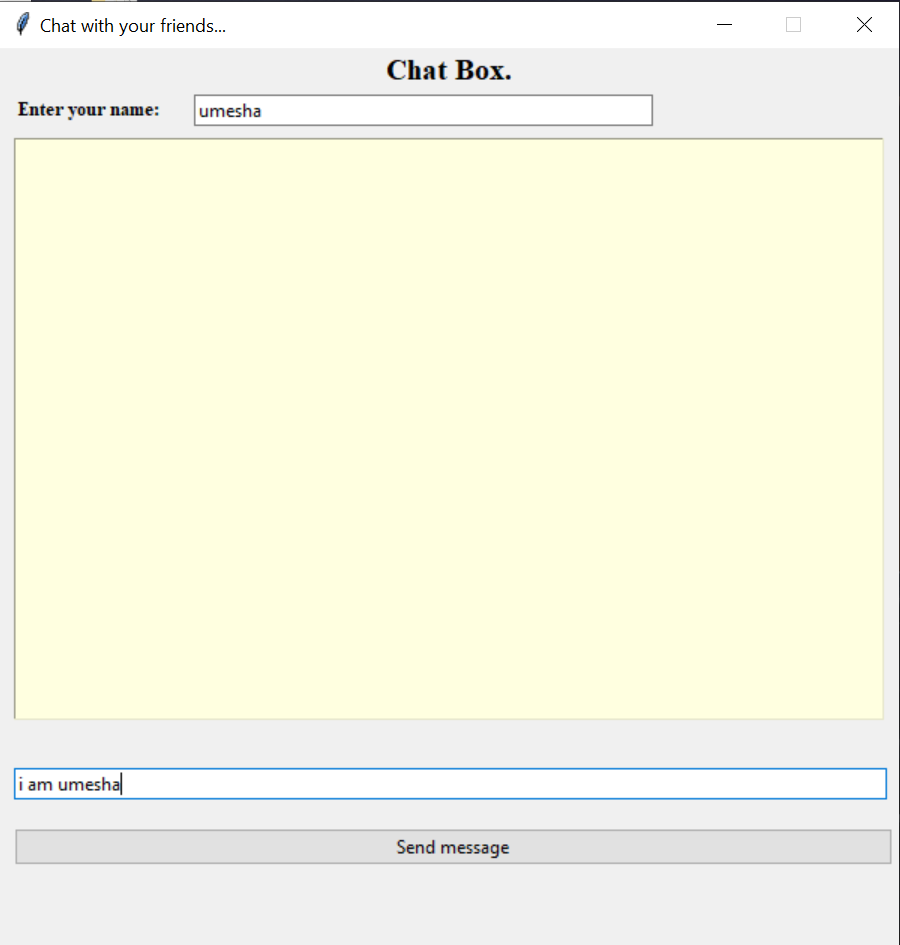 Chat with your friends...
Chat Box.
Enter your name: umesha
i am umesha
Send message